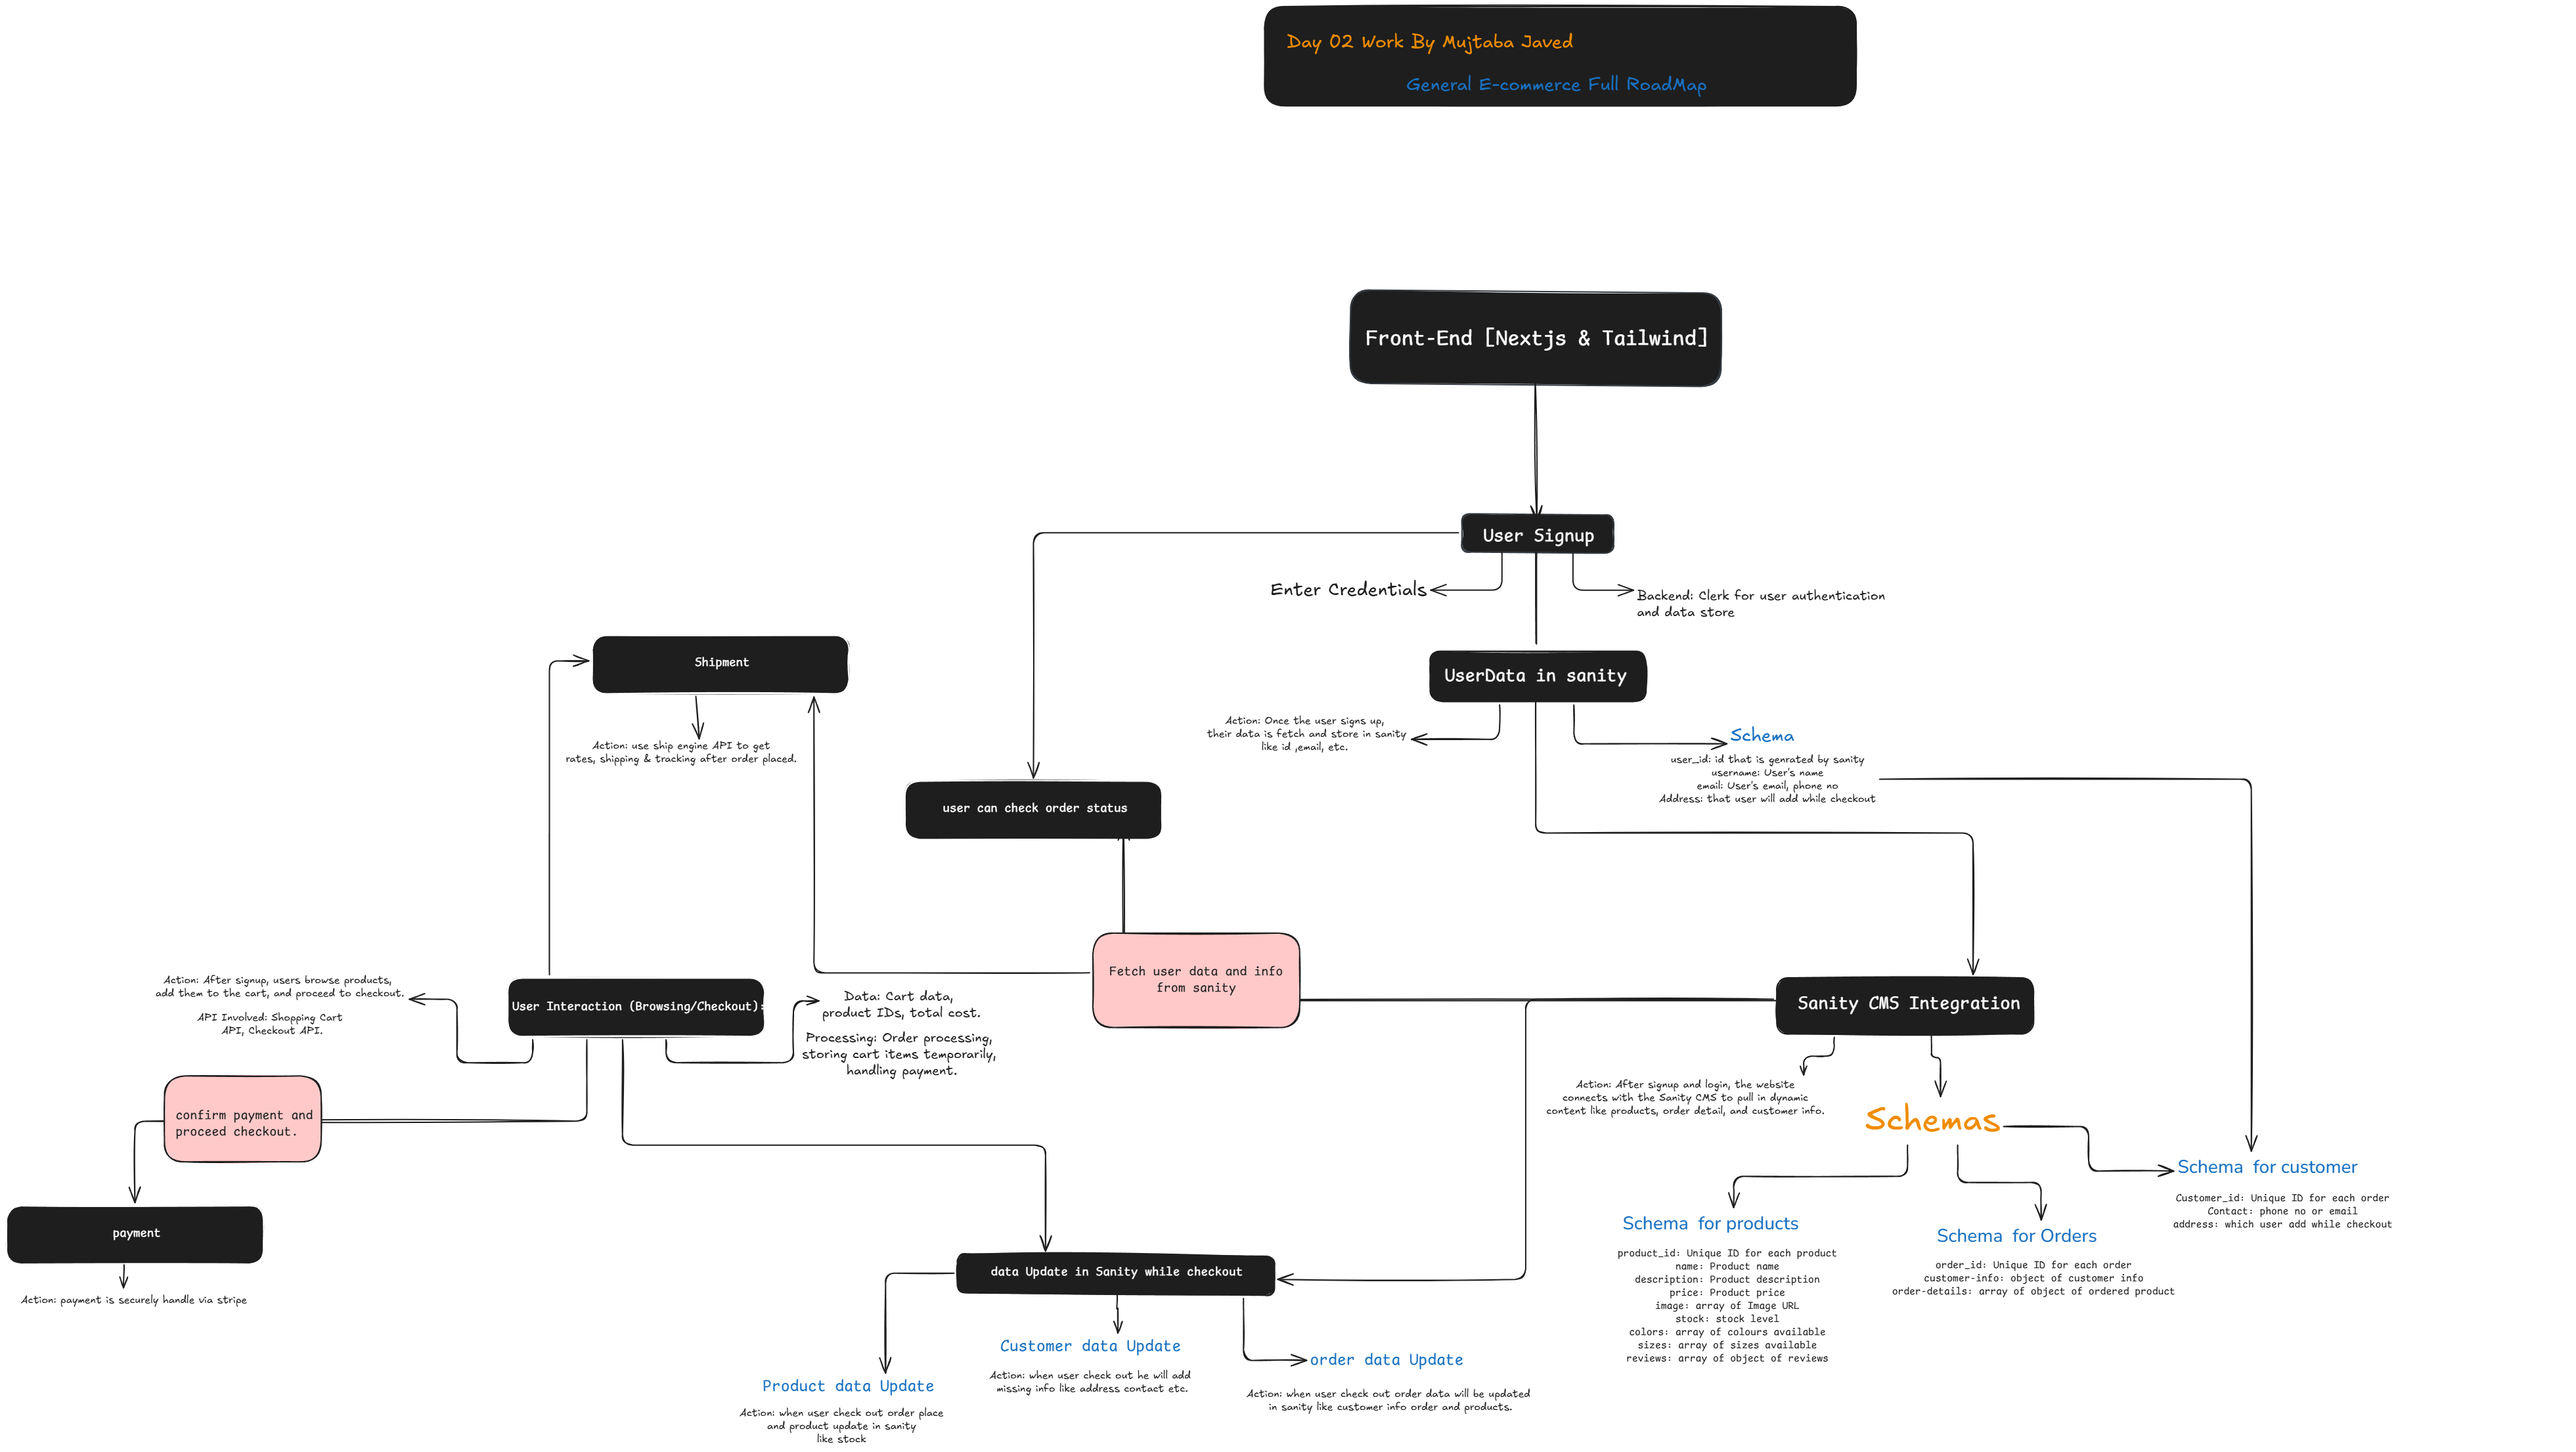 Day 02 Work By Mujtaba Javed
General E-commerce Full RoadMap
Front-End [Nextjs & Tailwind]
User Signup
Enter Credentials
Backend: Clerk for user authentication
and data store
UserData in sanity
Action: Once the user signs up,
their data is fetch and store in sanity
like id ,email, etc.
Schema
user_id: id that is genrated by sanity
username: User's name
email: User's email, phone no
Address: that user will add while checkout
Shipment
Action: use ship engine API to get
rates, shipping & tracking after order placed.
user can check order status
Fetch user data and info
from sanity
Action: After signup, users browse products,
add them to the cart, and proceed to checkout.
API Involved: Shopping Cart
API, Checkout API.
User Interaction (Browsing/Checkout):
Data: Cart data,
product IDs, total cost.
Processing: Order processing,
storing cart items temporarily,
handling payment.
Sanity CMS Integration
Action: After signup and login, the website
connects with the Sanity CMS to pull in dynamic
content like products, order detail, and customer info.
Schemas
confirm payment and
proceed checkout.
payment
Action: payment is securely handle via stripe
data Update in Sanity while checkout
Product data Update
Action: when user check out order place
and product update in sanity
like stock
Customer data Update
Action: when user check out he will add
missing info like address contact etc.
order data Update
Action: when user check out order data will be updated
in sanity like customer info order and products.
Schema for products
product_id: Unique ID for each product
name: Product name
description: Product description
price: Product price
image: array of Image URL
stock: stock level
colors: array of colours available
sizes: array of sizes available
reviews: array of object of reviews
Schema for Orders
order_id: Unique ID for each order
customer-info: object of customer info
order-details: array of object of ordered product
Schema for customer
Customer_id: Unique ID for each order
Contact: phone no or email
address: which user add while checkout